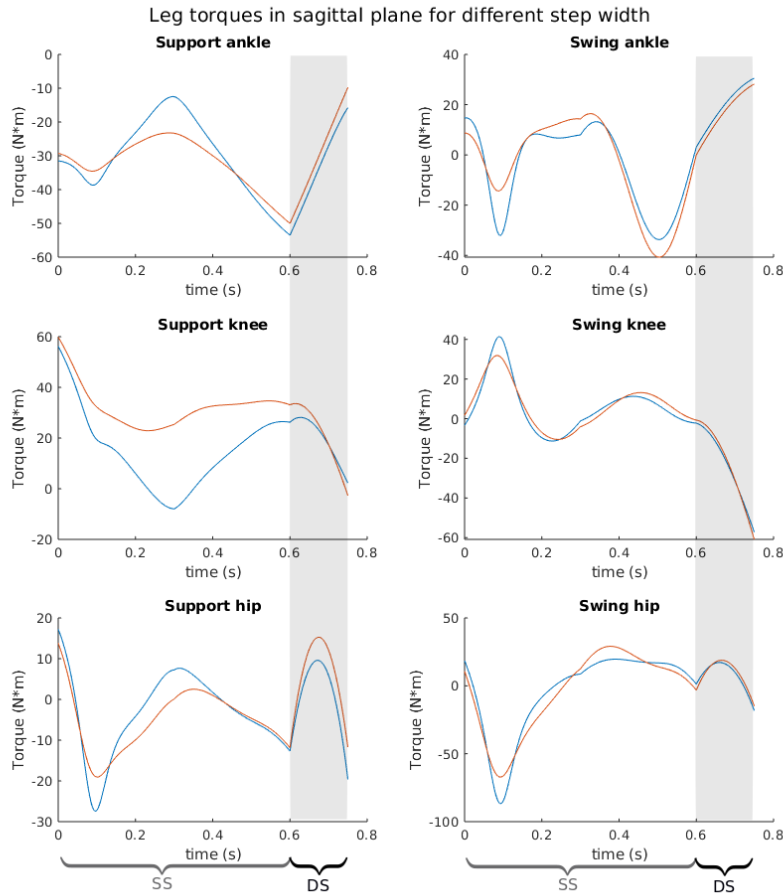 Leg torques in sagittal plane for different step width
Support ankle
Torque (N*m)
0
-10
-20
-30
-40
-50
-60
0 0.2 0.4 0.6 0.8
time (s)
Swing ankle
Torque (N*m)
40
20
0
-20
-40
0 0.2 0.4 0.6 0.8
time (s)
Support knee
Torque (N*m)
60
40
20
0
-20
0 0.2 0.4 0.6 0.8
time (s)
Swing knee
Torque (N*m)
40
20
0
-20
-40
-60
0 0.2 0.4 0.6 0.8
time (s)
Support hip
Torque (N*m)
20
10
0
-10
-20
-30
0 0.2 0.4 0.6 0.8
time (s)
SS DS
Swing hip
Torque (N*m)
50
0
-50
-100
0 0.2 0.4 0.6 0.8
time (s)
SS DS